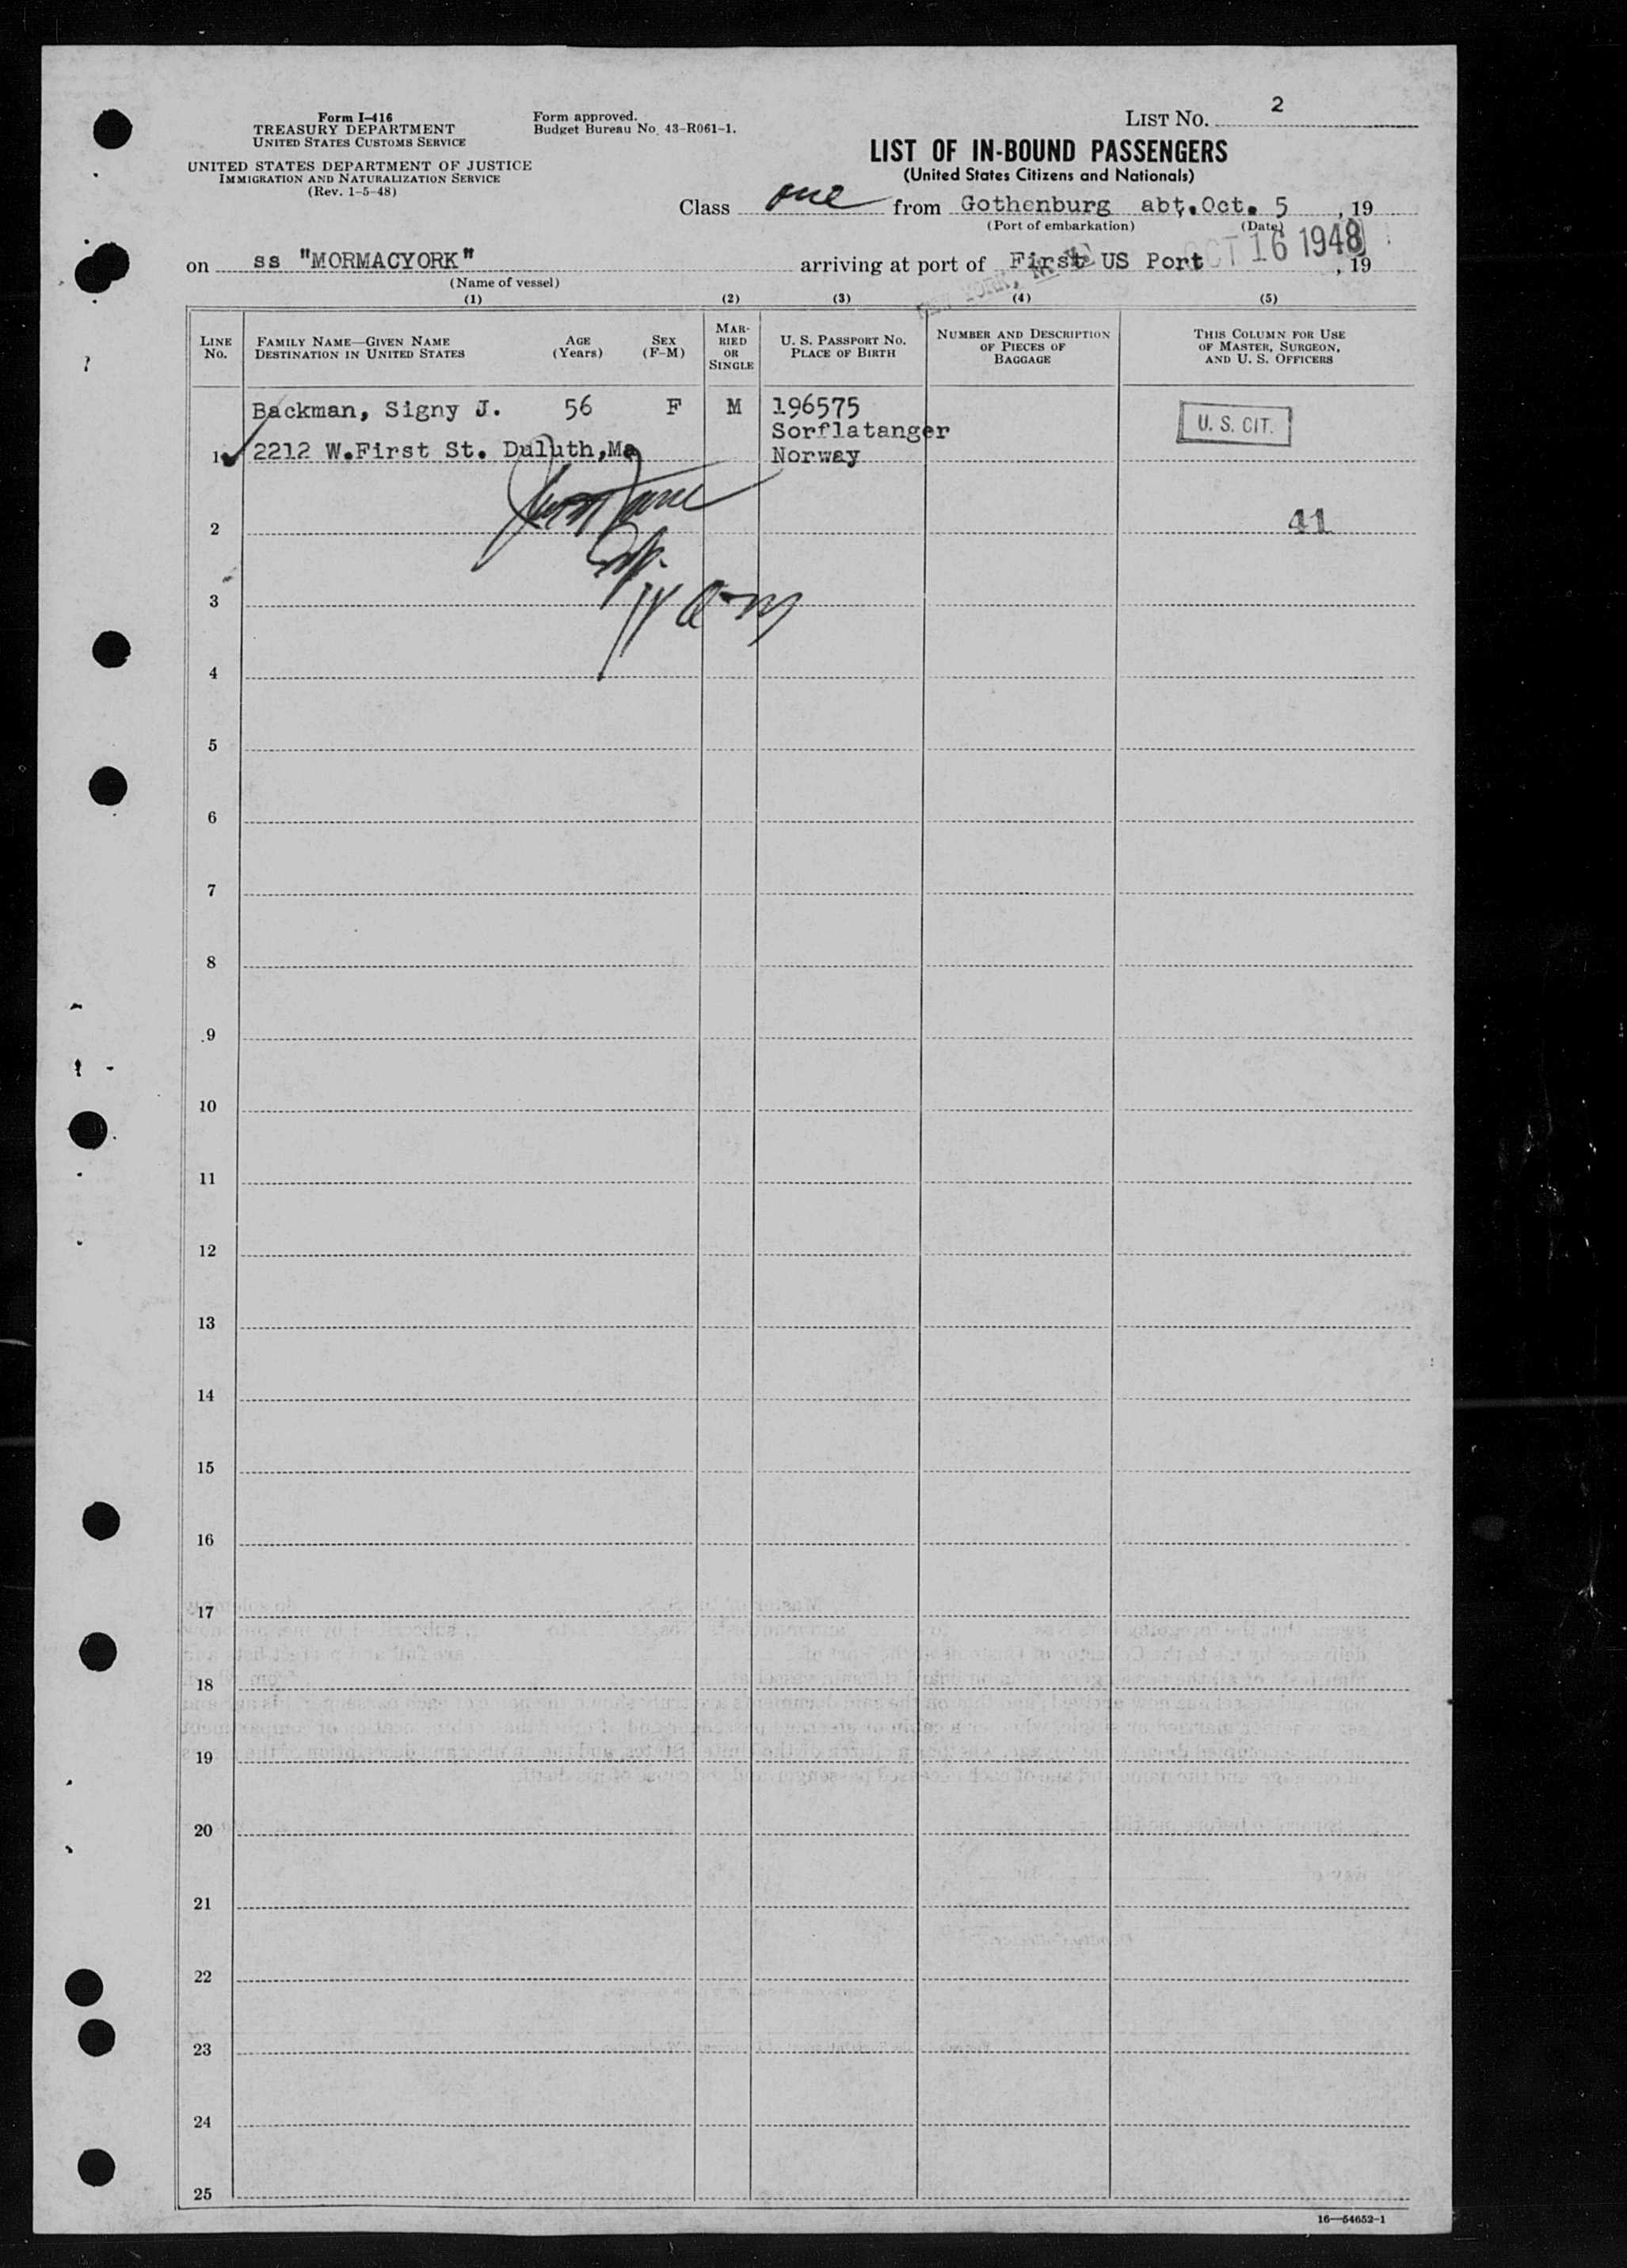 Form I-416
TREASURY DEPARTMENT
UNITED STATES CUSTOMS SERVICE
UNITED STATES DEPARTMENT OF JUSTICE
IMMIGRATION AND NATURALIZATION SERVICE
(Rev. 1-5-48)
Form approved.
Budget Bureau No. 43-R061-1.
LIST NO. 2
LIST OF IN-BOUND PASSENGERS
(United States Citizens and Nationals)
Class one from Gothenburg abt. Oct. 5, 19
(Port of embarkation) (Date)
OCT 16 1948
on ss "MORMACYORK" arriving at port of First US Port, 19
(Name of vessel)
(1) (2) (3) (4) (5)
LINE NO.
FAMILY NAME—GIVEN NAME
DESTINATION IN UNITED STATES
AGE
(Years)
SEX
(F-M)
MAR-
RIED
OR
SINGLE
U. S. PASSPORT NO.
PLACE OF BIRTH
NUMBER AND DESCRIPTION
OF PIECES OF
BAGGAGE
THIS COLUMN FOR USE
OF MASTER, SURGEON,
AND U. S. OFFICERS
Backman, Signy J. 56 F M 196575
Sorflatanger
1 2212 W.First St. Duluth, Norway
U. S. CIT.
2 41
3
4
5
6
7
8
9
10
11
12
13
14
15
16
17
18
19
20
21
22
23
24
25
16—54652-1